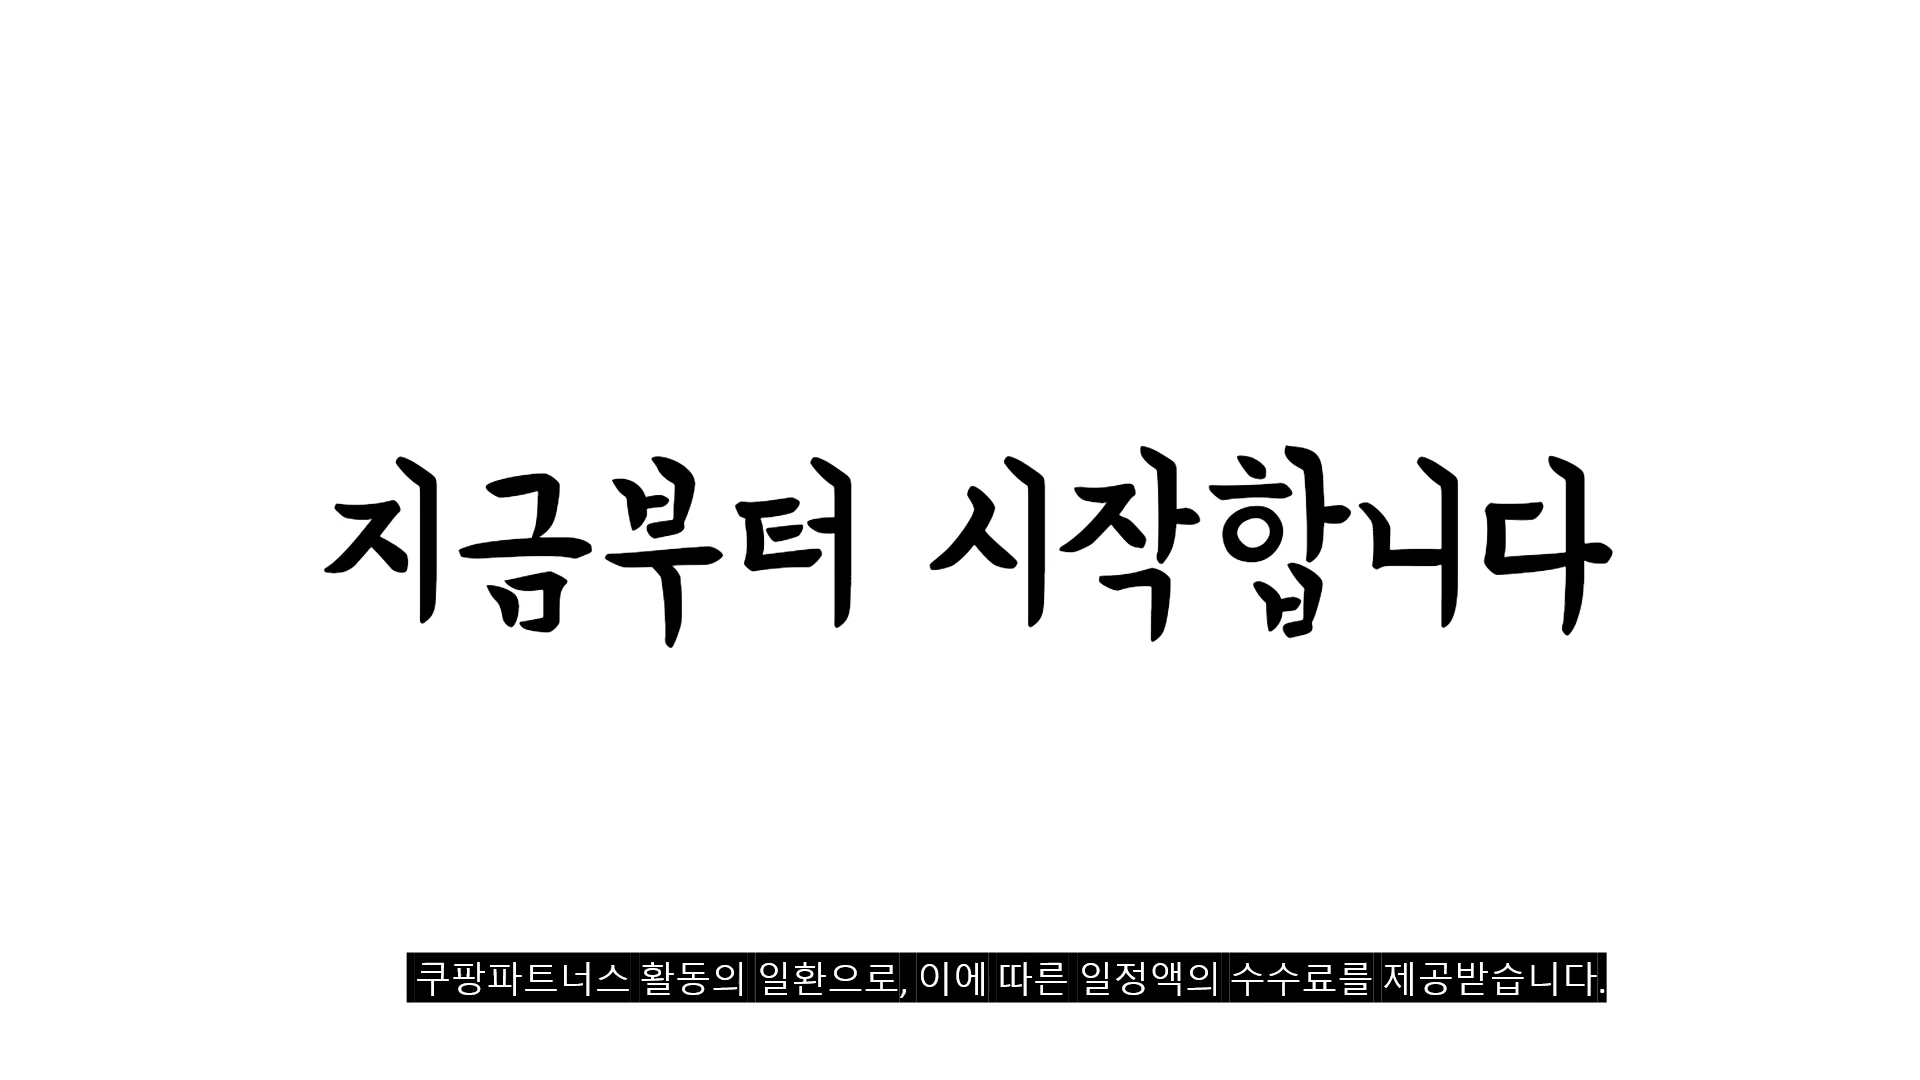 지금부터 시작합니다
쿠팡파트너스 활동의 일환으로, 이에 따른 일정액의 수수료를 제공받습니다.